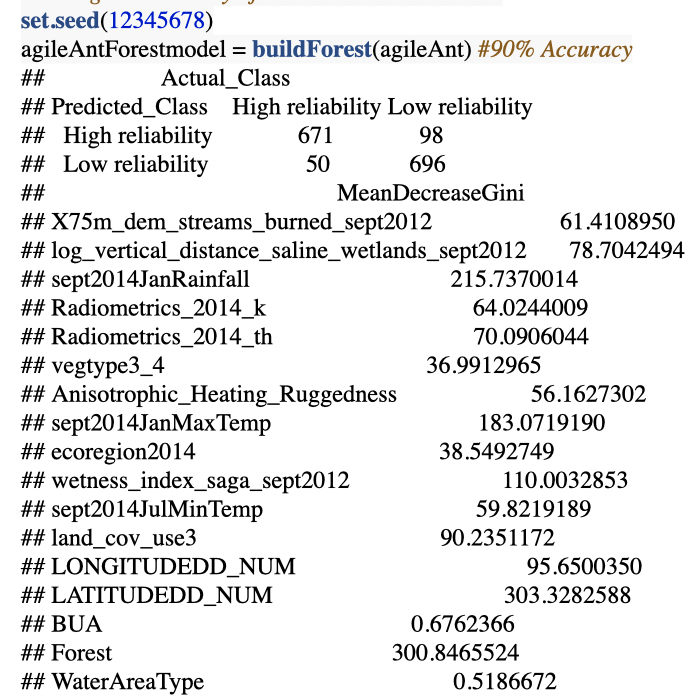 set.seed(12345678)
agileAntForestmodel = buildForest(agileAnt) #90% Accuracy
## Actual_Class
## Predicted_Class High reliability Low reliability
## High reliability 671 98
## Low reliability 50 696
## MeanDecreaseGini
## X75m_dem_streams_burned_sept2012 61.4108950
## log_vertical_distance_saline_wetlands_sept2012 78.7042494
## sept2014JanRainfall 215.7370014
## Radiometrics_2014_k 64.0244009
## Radiometrics_2014_th 70.0906044
## vegtype3_4 36.9912965
## Anisotrophic_Heating_Ruggedness 56.1627302
## sept2014JanMaxTemp 183.0719190
## ecoregion2014 38.5492749
## wetness_index_saga_sept2012 110.0032853
## sept2014JulMinTemp 59.8219189
## land_cov_use3 90.2351172
## LONGITUDEDD_NUM 95.6500350
## LATITUDEDD_NUM 303.3282588
## BUA 0.6762366
## Forest 300.8465524
## WaterAreaType 0.5186672